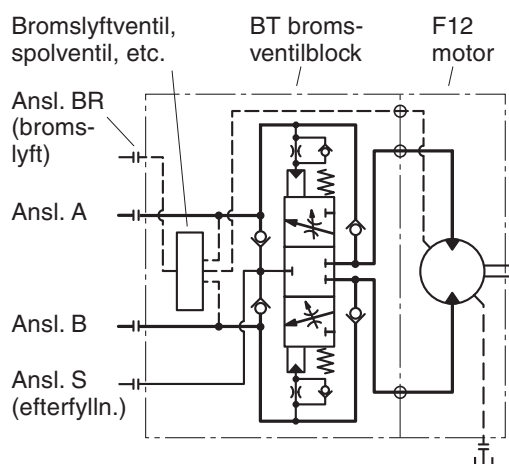 Bromslyftventil,
spolventil, etc.
BT broms-
ventilblock
F12
motor
Ansl. BR
(broms-
lyft)
Ansl. A
Ansl. B
Ansl. S
(efterfylln.)